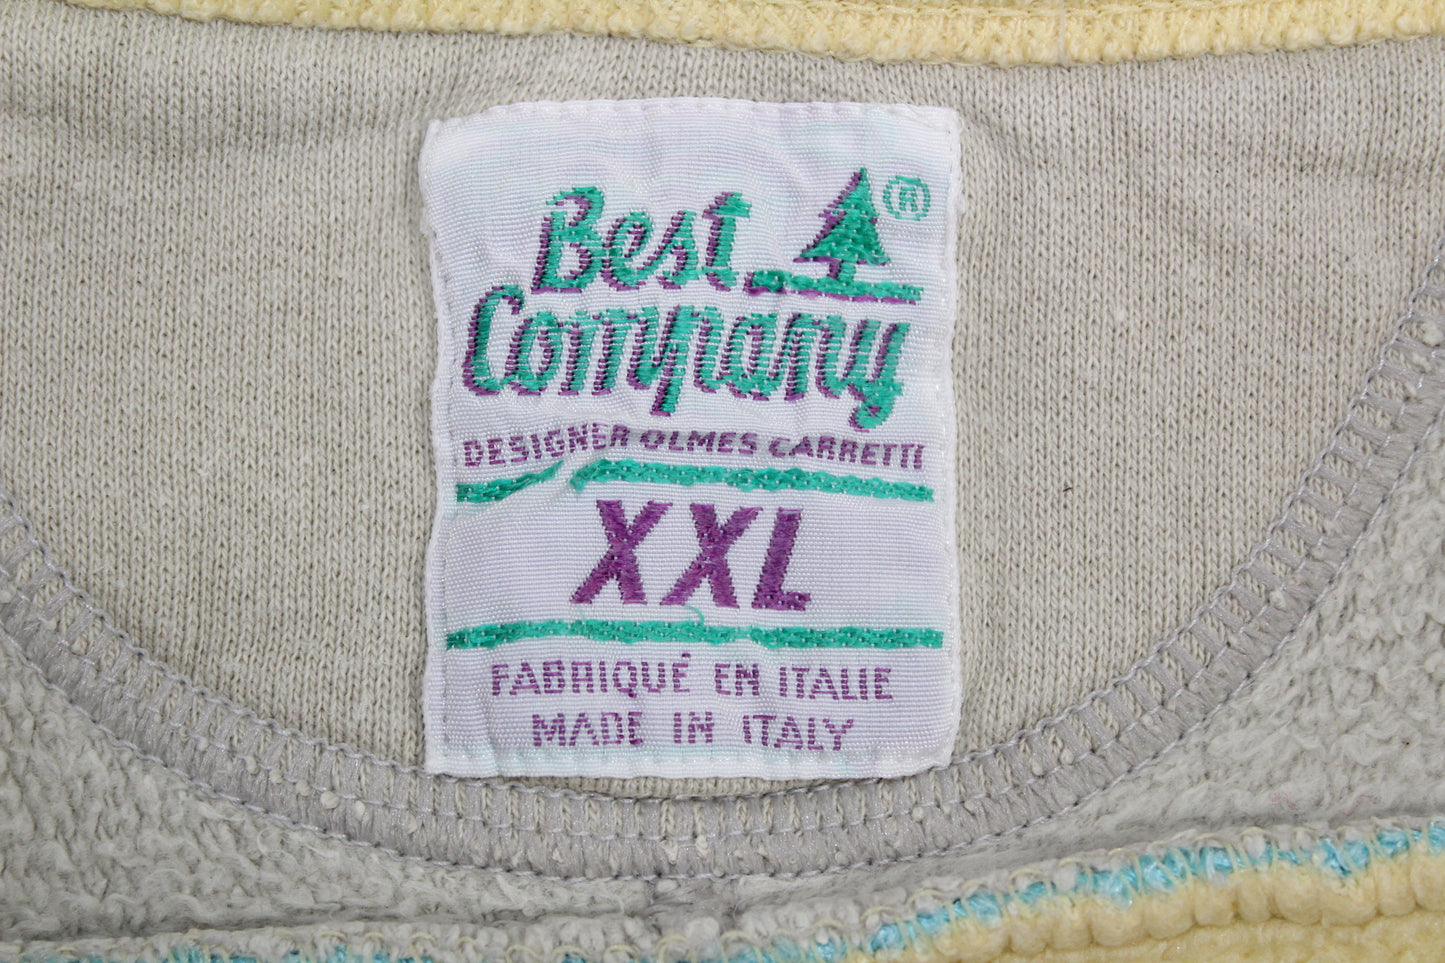 Best ®
Company
DESIGNER OLMES CARRETTI
XXL
FABRIQUÉ EN ITALIE
MADE IN ITALY